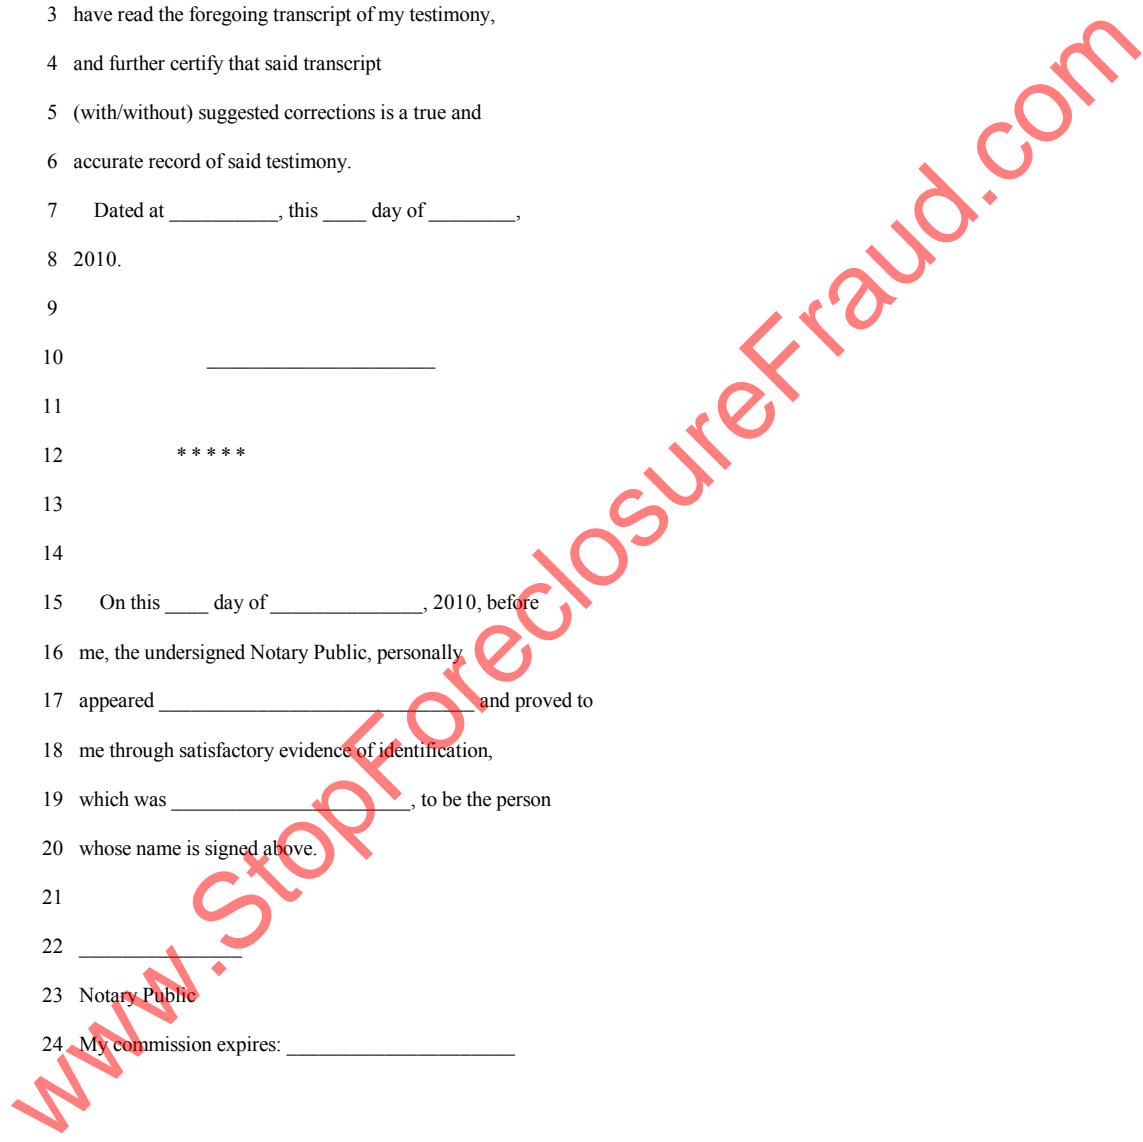 3 have read the foregoing transcript of my testimony,
4 and further certify that said transcript
5 (with/without) suggested corrections is a true and
6 accurate record of said testimony.
7 Dated at __________, this ____ day of ________,
8 2010.
9
10 _____________________
11
12 * * * * *
13
14
15 On this ____ day of ______________, 2010, before
16 me, the undersigned Notary Public, personally
17 appeared _____________________________ and proved to
18 me through satisfactory evidence of identification,
19 which was ______________________, to be the person
20 whose name is signed above.
21
22 _______________
23 Notary Public
24 My commission expires: _____________________
www.StopForeclosureFraud.com